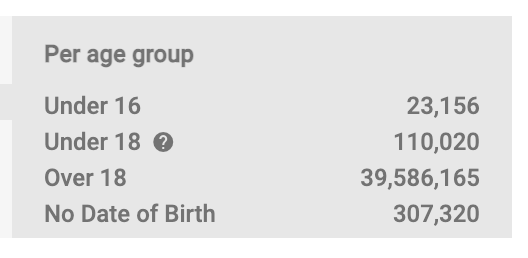 Per age group
Under 16 23,156
Under 18 ? 110,020
Over 18 39,586,165
No Date of Birth 307,320